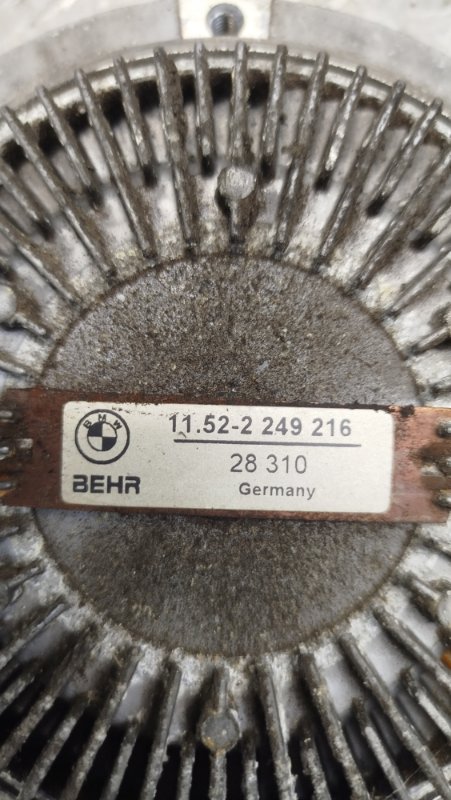 BMW
11.52-2 249 216
28 310
BEHR
Germany